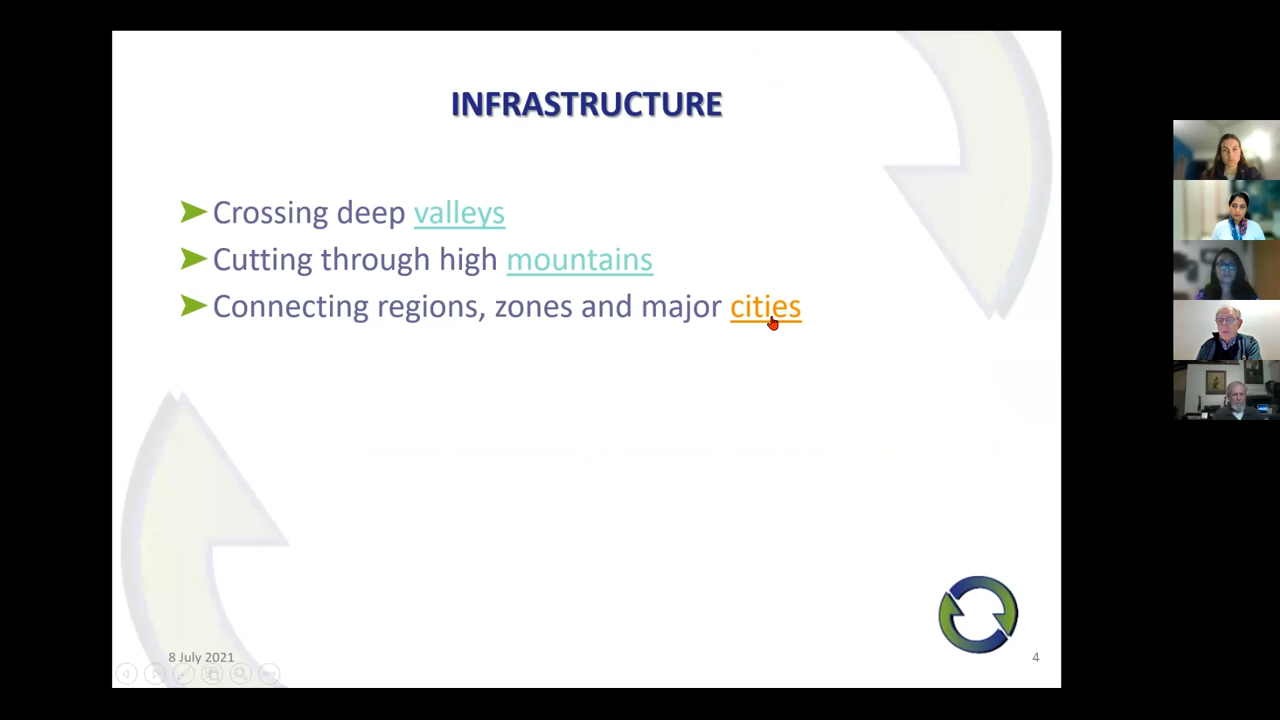 INFRASTRUCTURE
Crossing deep valleys
Cutting through high mountains
Connecting regions, zones and major cities
8 July 2021
4